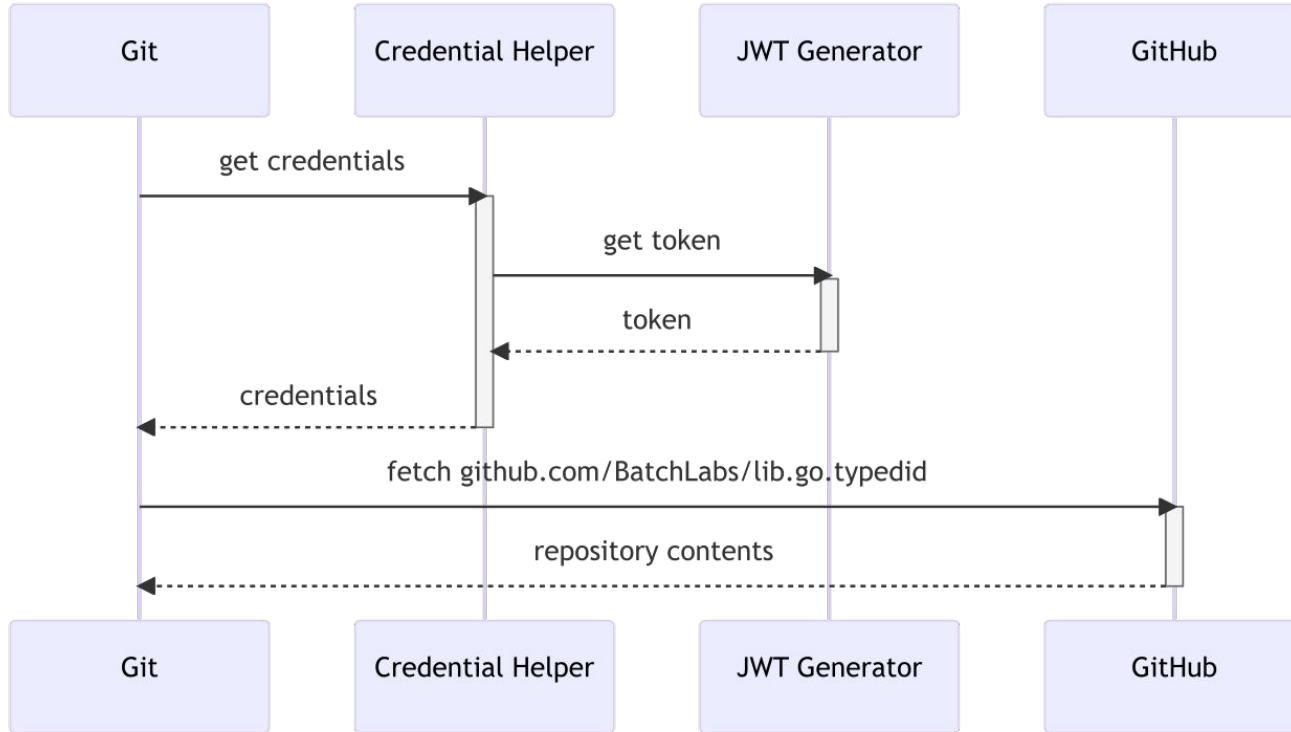 Git
Credential Helper
JWT Generator
GitHub
get credentials
get token
token
credentials
fetch github.com/BatchLabs/lib.go.typedid
repository contents
Git
Credential Helper
JWT Generator
GitHub